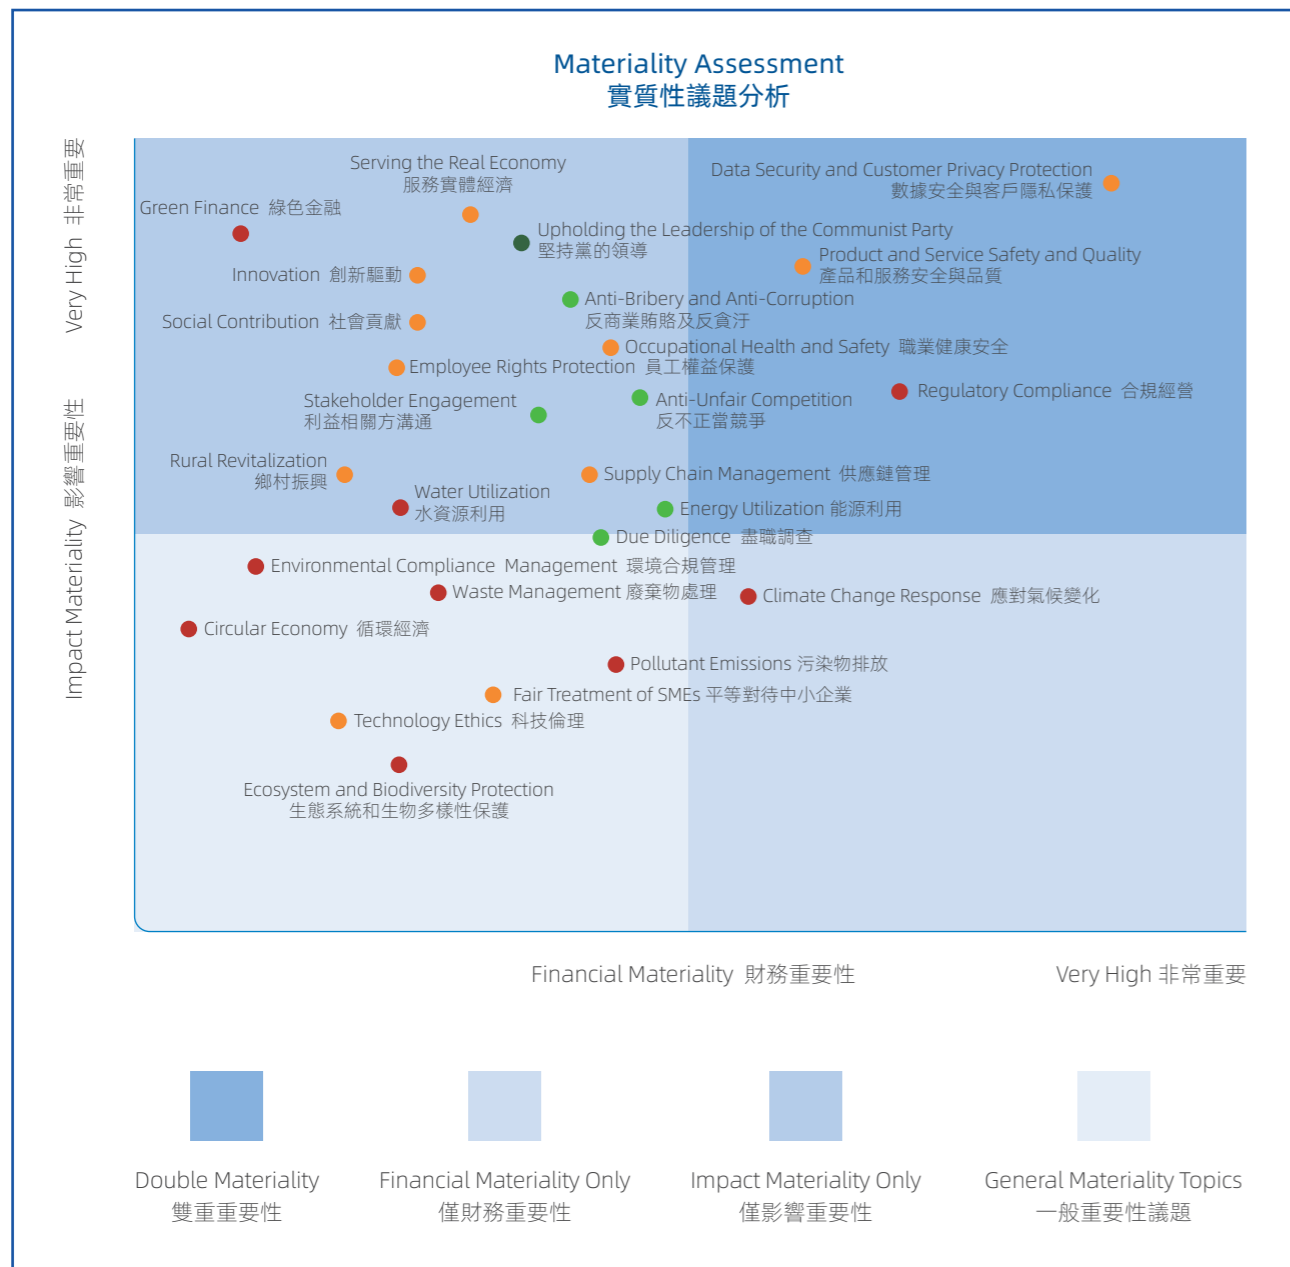 Materiality Assessment
實質性議題分析
Very High 非常重要
Impact Materiality 影響重要性
Serving the Real Economy
服務實體經濟
Data Security and Customer Privacy Protection
數據安全與客戶隱私保護
Green Finance 綠色金融
Upholding the Leadership of the Communist Party
堅持黨的領導
Product and Service Safety and Quality
產品和服務安全與品質
Innovation 創新驅動
Anti-Bribery and Anti-Corruption
反商業賄賂及反貪汙
Social Contribution 社會貢獻
Occupational Health and Safety 職業健康安全
Employee Rights Protection 員工權益保護
Regulatory Compliance 合規經營
Stakeholder Engagement
利益相關方溝通
Anti-Unfair Competition
反不正當競爭
Rural Revitalization
鄉村振興
Supply Chain Management 供應鏈管理
Water Utilization
水資源利用
Energy Utilization 能源利用
Due Diligence 盡職調查
Environmental Compliance Management 環境合規管理
Waste Management 廢棄物處理
Climate Change Response 應對氣候變化
Circular Economy 循環經濟
Pollutant Emissions 污染物排放
Fair Treatment of SMEs 平等對待中小企業
Technology Ethics 科技倫理
Ecosystem and Biodiversity Protection
生態系統和生物多樣性保護
Financial Materiality 財務重要性
Very High 非常重要
Double Materiality
雙重重要性
Financial Materiality Only
僅財務重要性
Impact Materiality Only
僅影響重要性
General Materiality Topics
一般重要性議題